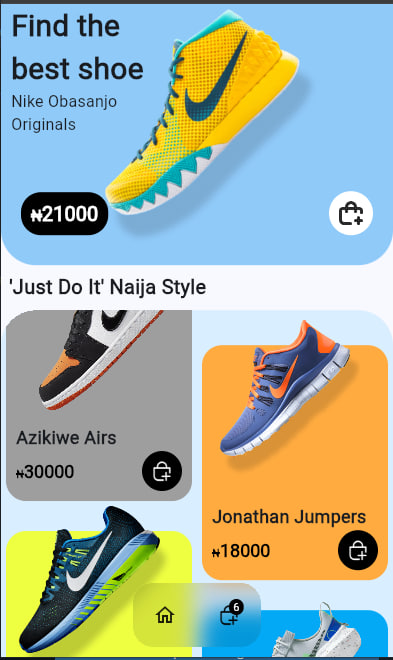 Find the
best shoe
Nike Obasanjo
Originals
₦21000
'Just Do It' Naija Style
Azikiwe Airs
₦30000
Jonathan Jumpers
₦18000
6